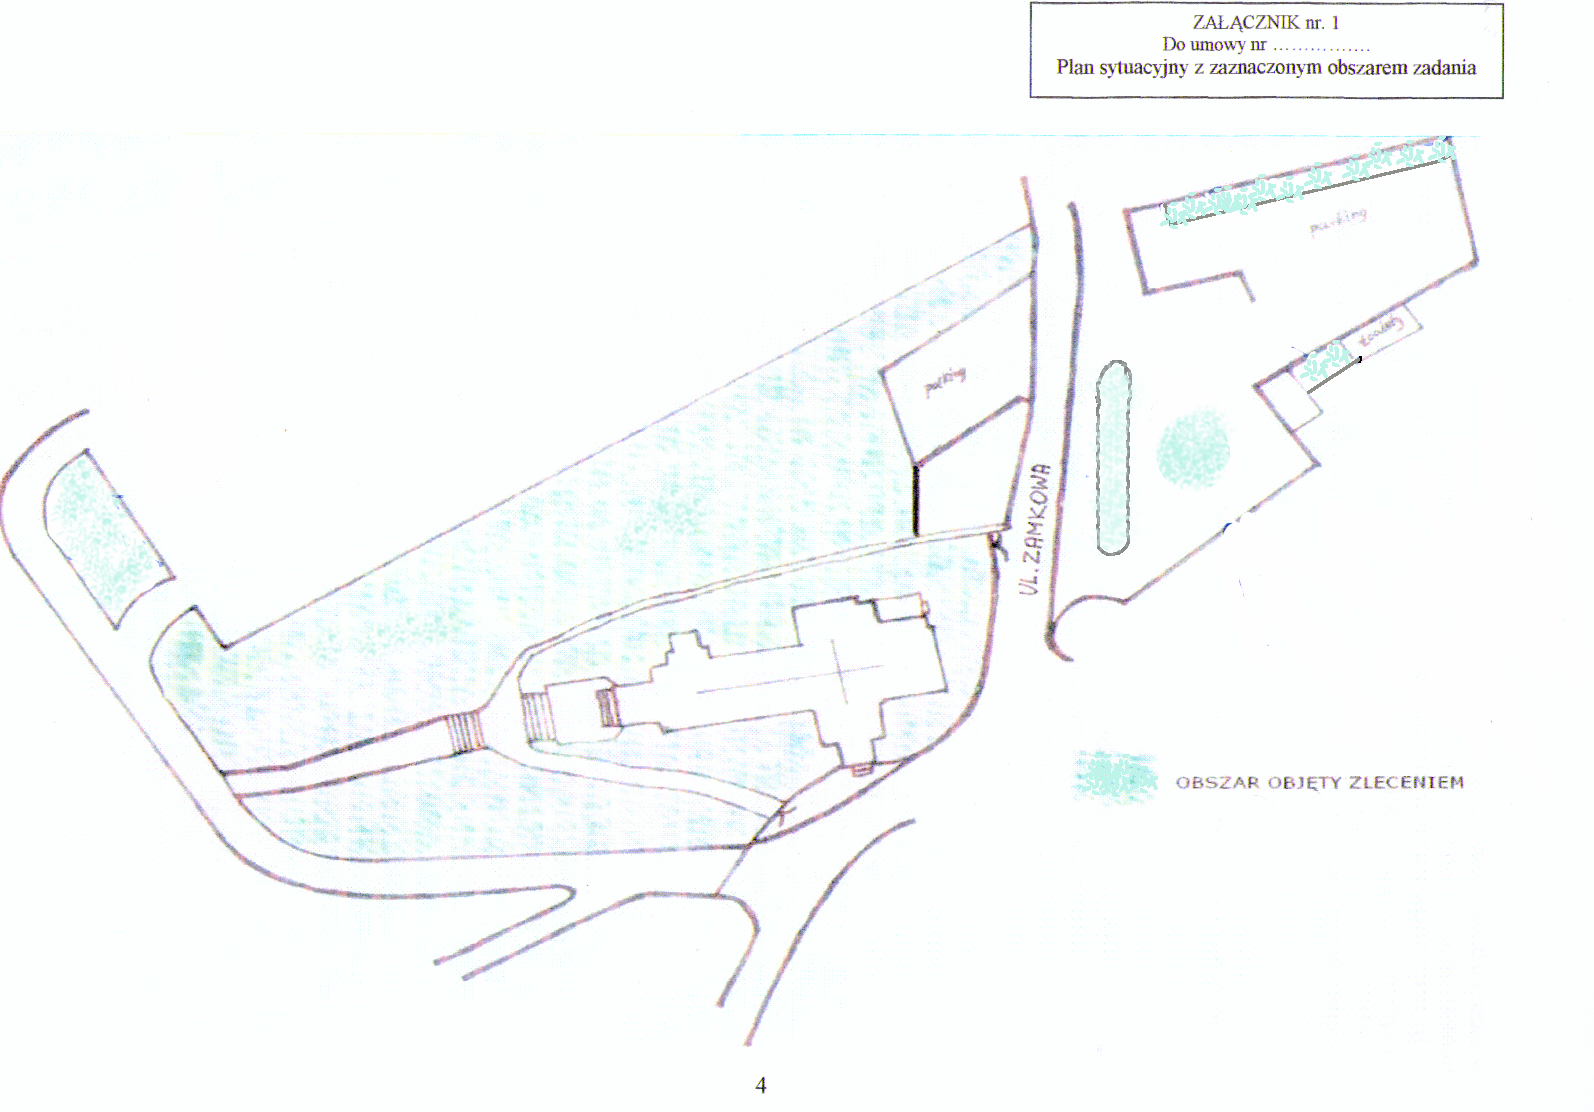 ZAŁĄCZNIK nr. 1
Do umowy nr ................
Plan sytuacyjny z zaznaczonym obszarem zadania
parking
parking
UL. ZAMKOWA
OBSZAR OBJĘTY ZLECENIEM
4